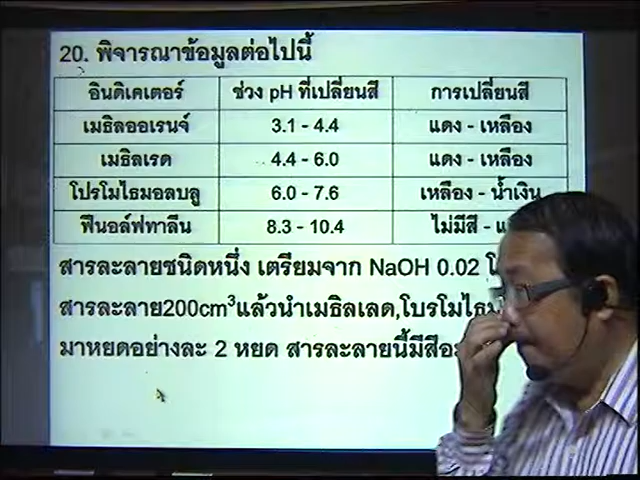 20. พิจารณาข้อมูลต่อไปนี้
อินดิเคเตอร์ ช่วง pH ที่เปลี่ยนสี การเปลี่ยนสี
เมธิลออเรนจ์ 3.1 - 4.4 แดง - เหลือง
เมธิลเรด 4.4 - 6.0 แดง - เหลือง
โปรโมไธมอลบลู 6.0 - 7.6 เหลือง - น้ำเงิน
ฟีนอล์ฟทาลีน 8.3 - 10.4 ไม่มีสี -
สารละลายชนิดหนึ่ง เตรียมจาก NaOH 0.02
สารละลาย200cm³แล้วนำเมธิลเลด,โบรโมไธ
มาหยดอย่างละ 2 หยด สารละลายนี้มีสี